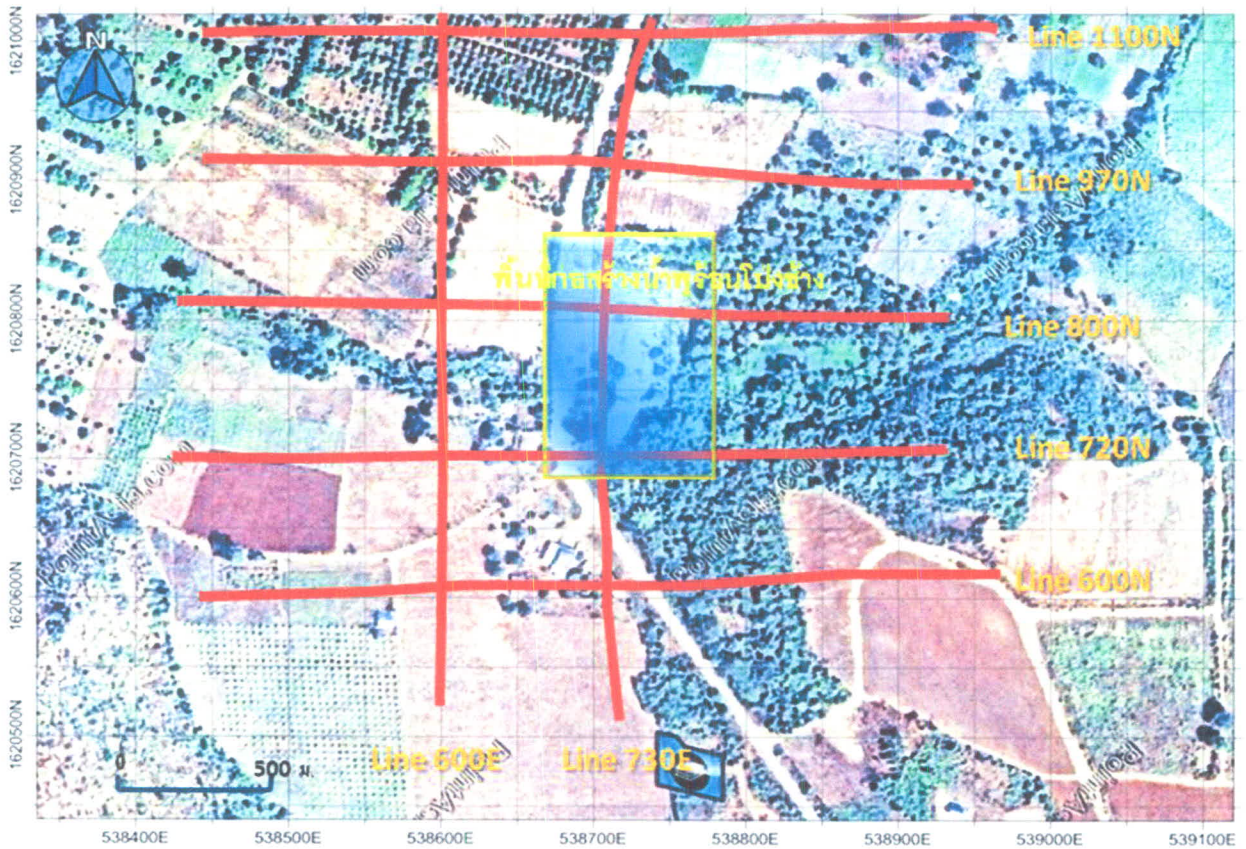 N
Line 1100N
Line 970N
Line 800N
Line 720N
Line 600N
Line 600E
Line 730E
0
500 ม.
1621000N
1620900N
1620800N
1620700N
1620600N
1620500N
538400E
538500E
538600E
538700E
538800E
538900E
539000E
539100E